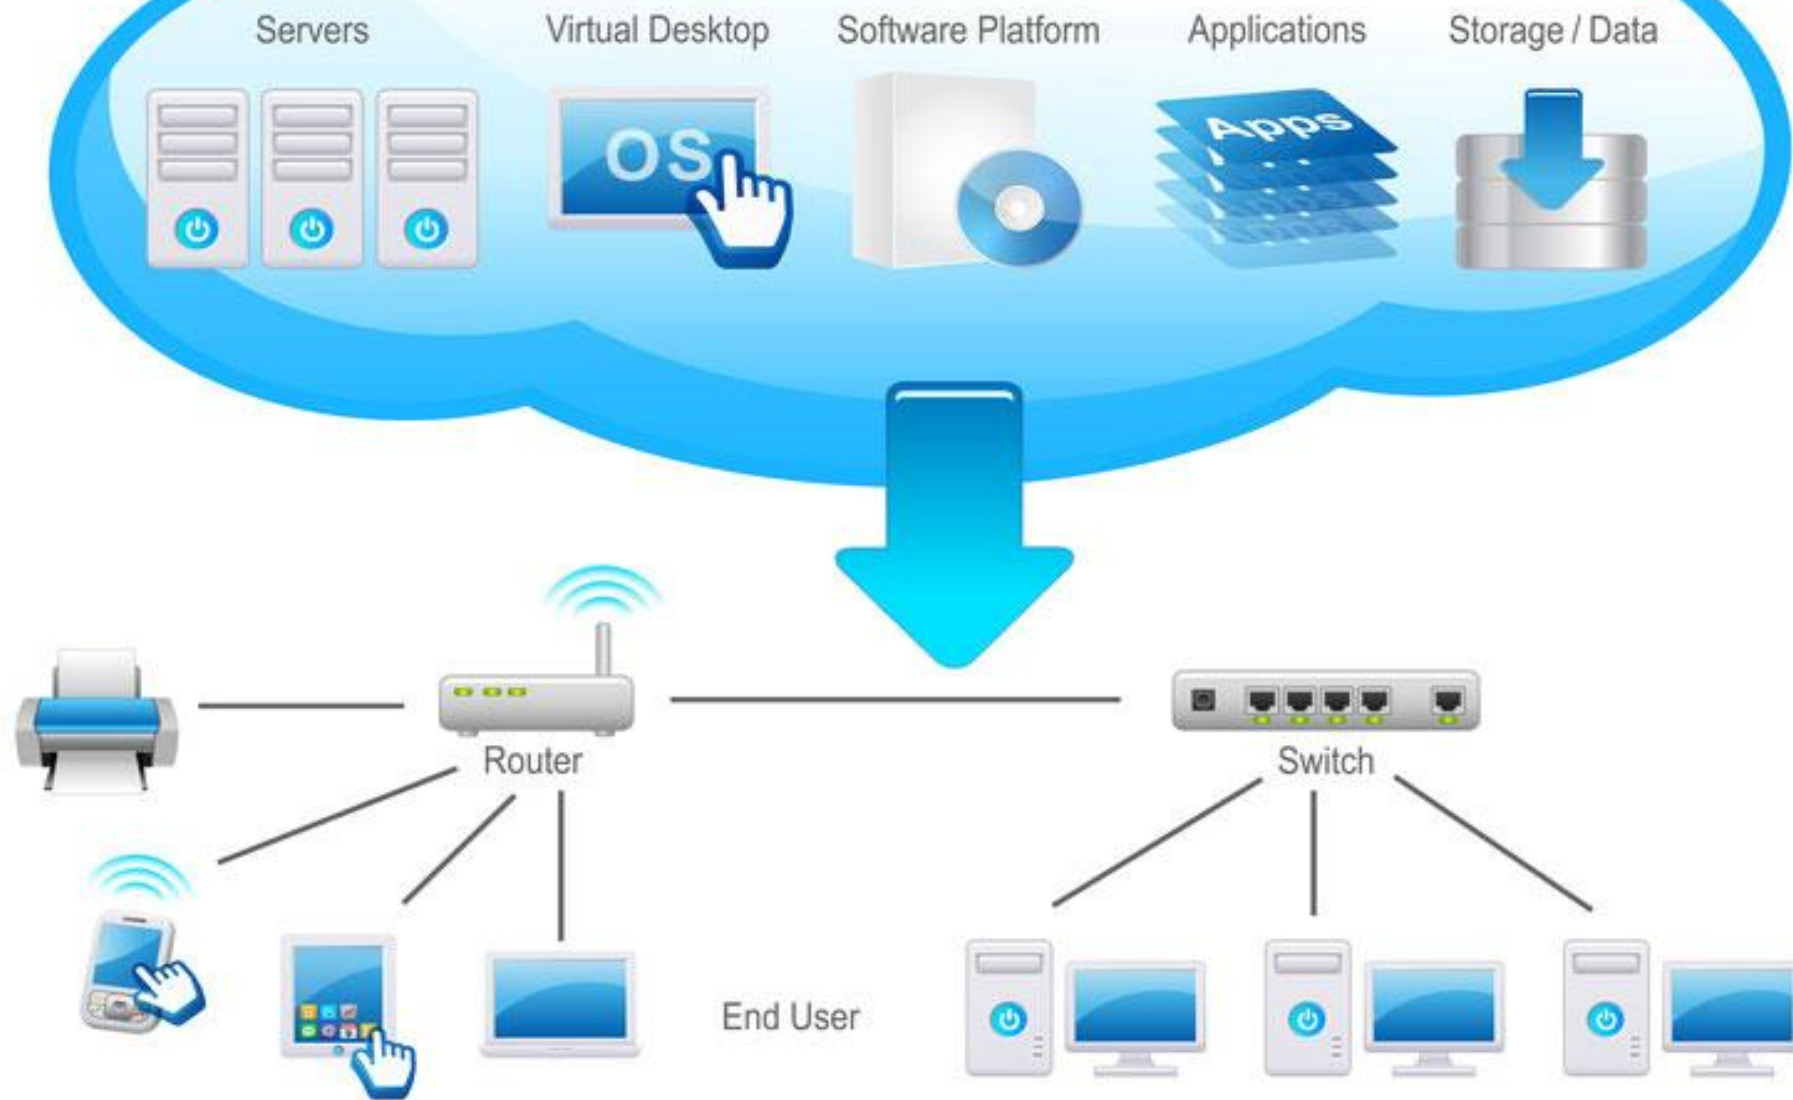 Servers
Virtual Desktop
Software Platform
Applications
Storage / Data
OS
Apps
Router
Switch
End User